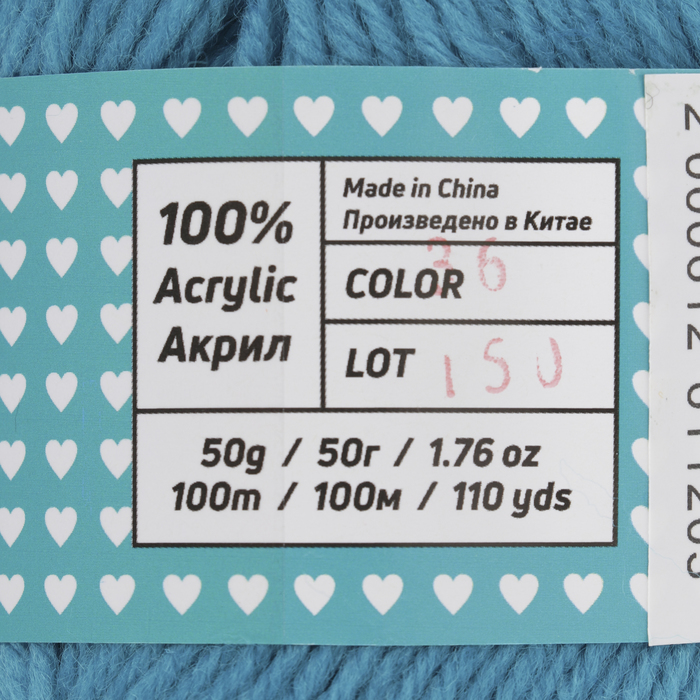 100%
Acrylic
Акрил
Made in China
Произведено в Китае
COLOR 36
LOT
50g / 50г / 1.76 oz
100m / 100м / 110 yds